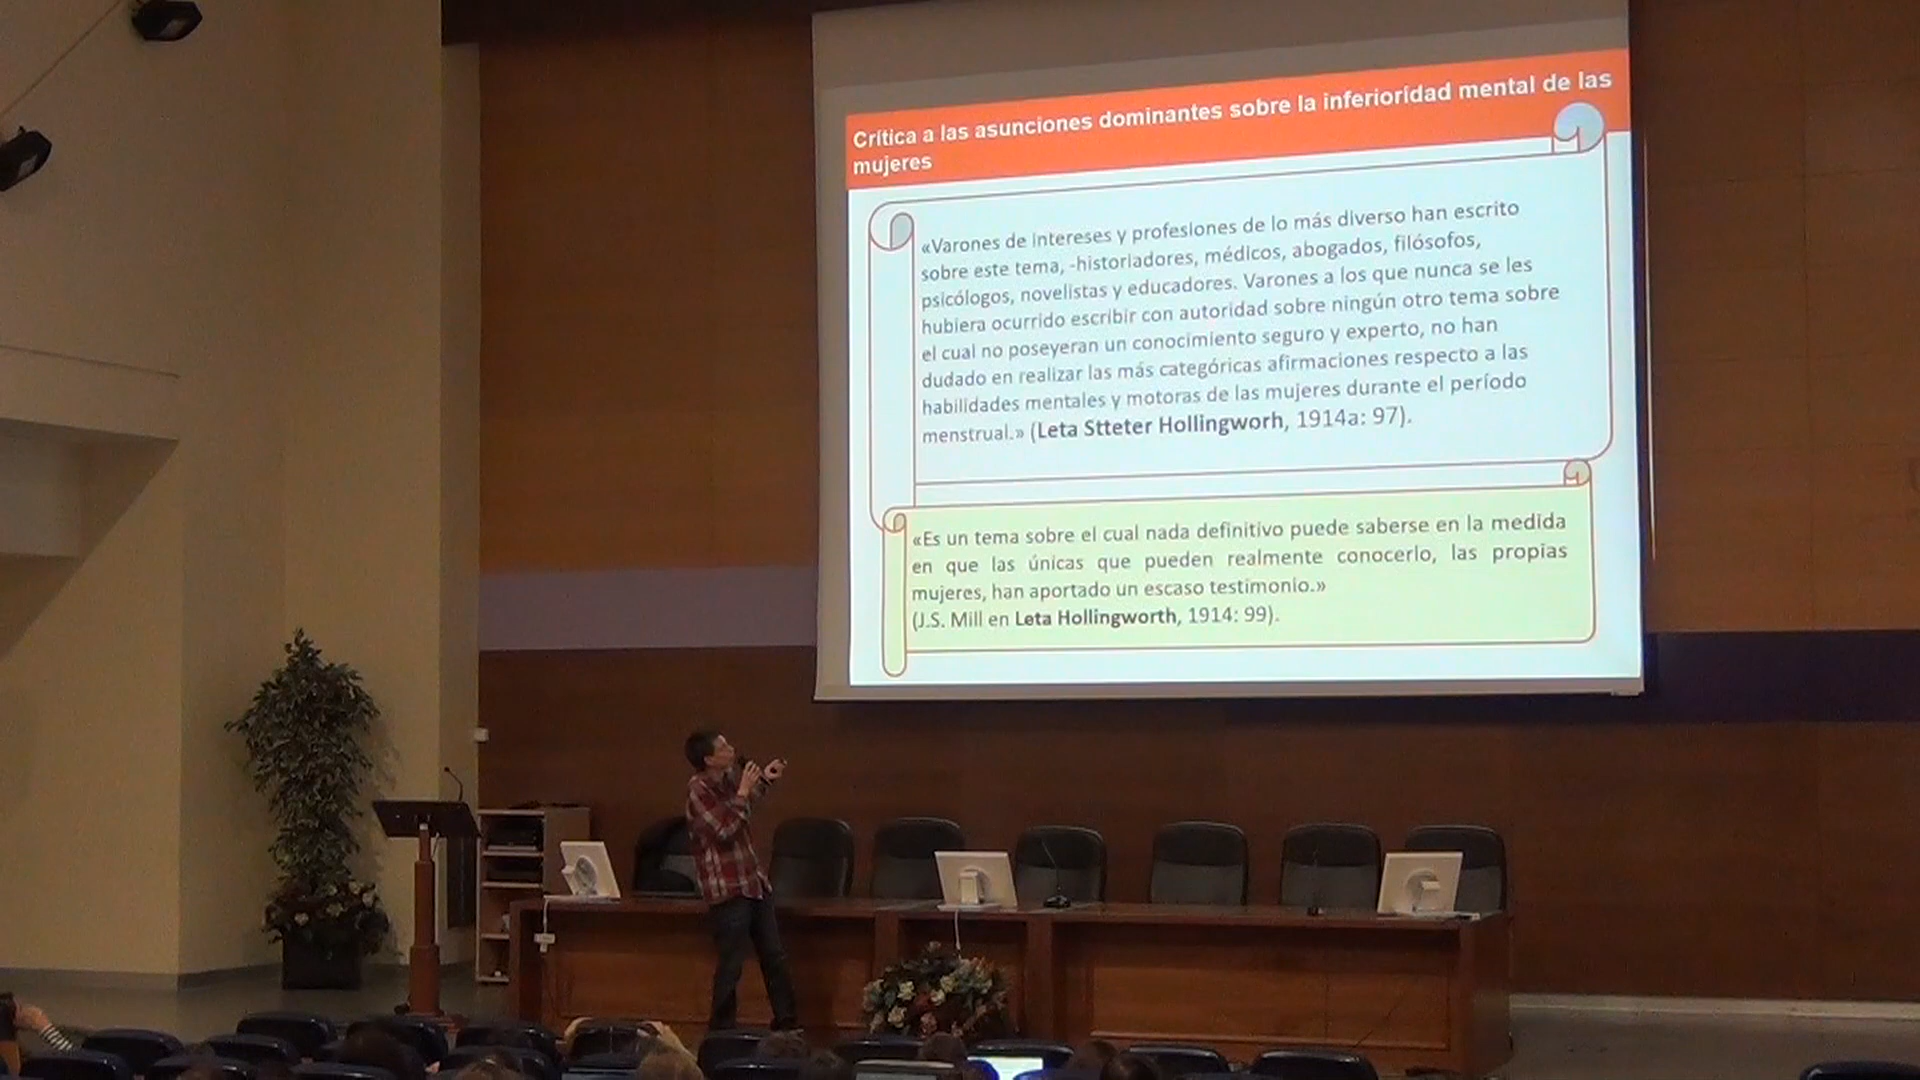 Crítica a las asunciones dominantes sobre la inferioridad mental de las
mujeres
«Varones de intereses y profesiones de lo más diverso han escrito
sobre este tema, -historiadores, médicos, abogados, filósofos,
psicólogos, novelistas y educadores. Varones a los que nunca se les
hubiera ocurrido escribir con autoridad sobre ningún otro tema sobre
el cual no poseyeran un conocimiento seguro y experto, no han
dudado en realizar las más categóricas afirmaciones respecto a las
habilidades mentales y motoras de las mujeres durante el período
menstrual.» (Leta Stteter Hollingworh, 1914a: 97).
«Es un tema sobre el cual nada definitivo puede saberse en la medida
en que las únicas que pueden realmente conocerlo, las propias
mujeres, han aportado un escaso testimonio.»
(J.S. Mill en Leta Hollingworth, 1914: 99).